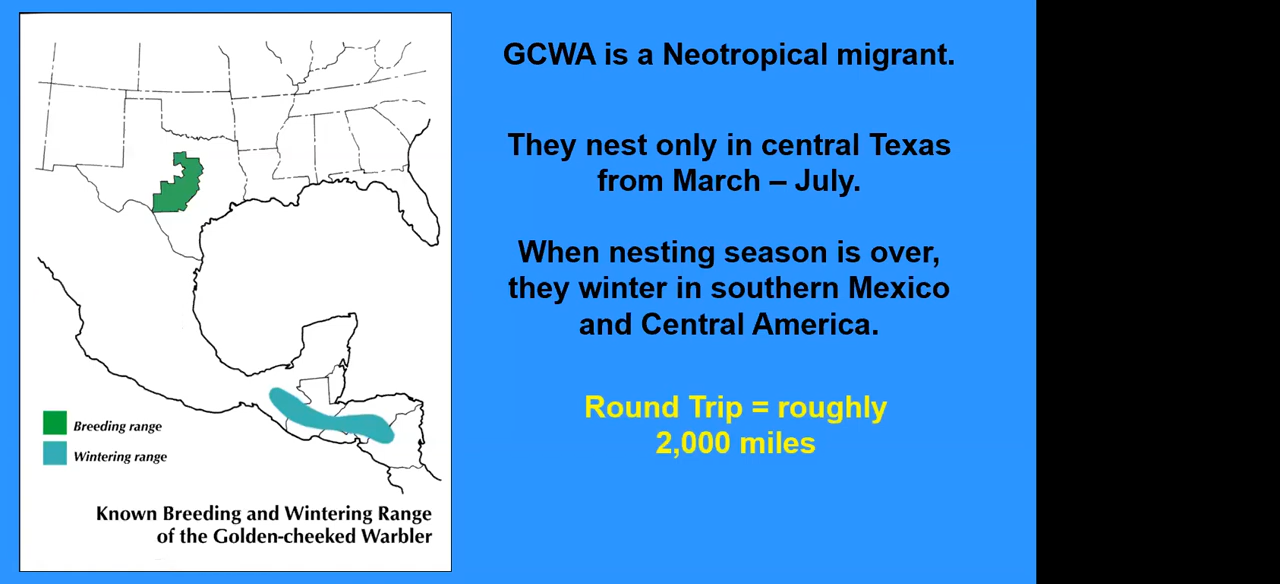 GCWA is a Neotropical migrant.
They nest only in central Texas
from March – July.
When nesting season is over,
they winter in southern Mexico
and Central America.
Round Trip = roughly
2,000 miles
Breeding range
Wintering range
Known Breeding and Wintering Range
of the Golden-cheeked Warbler